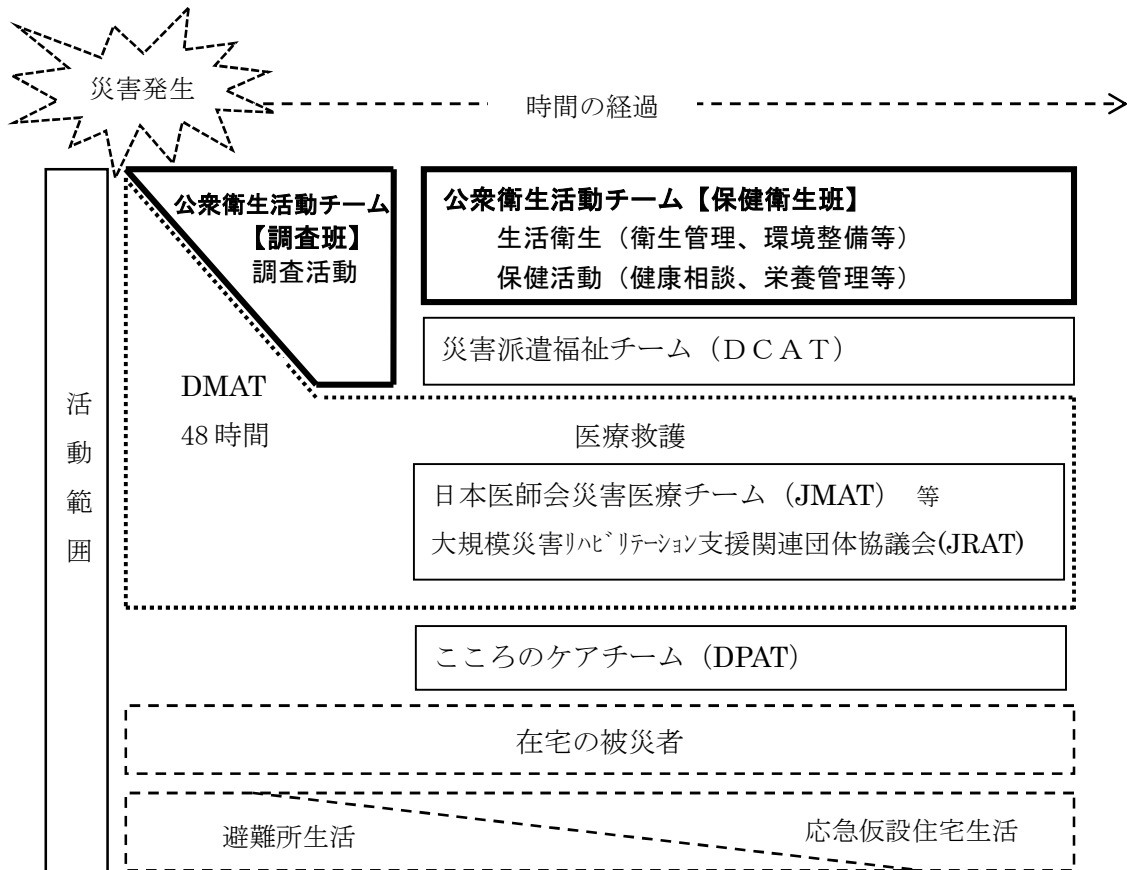 災害発生
時間の経過
公衆衛生活動チーム
【調査班】
調査活動
公衆衛生活動チーム【保健衛生班】
生活衛生（衛生管理、環境整備等）
保健活動（健康相談、栄養管理等）
災害派遣福祉チーム（ＤＣＡＴ）
活動範囲
DMAT
48時間
医療救護
日本医師会災害医療チーム（JMAT） 等
大規模災害ﾘﾊﾋﾞﾘﾃｰｼｮﾝ支援関連団体協議会(JRAT)
こころのケアチーム（DPAT）
在宅の被災者
避難所生活
応急仮設住宅生活